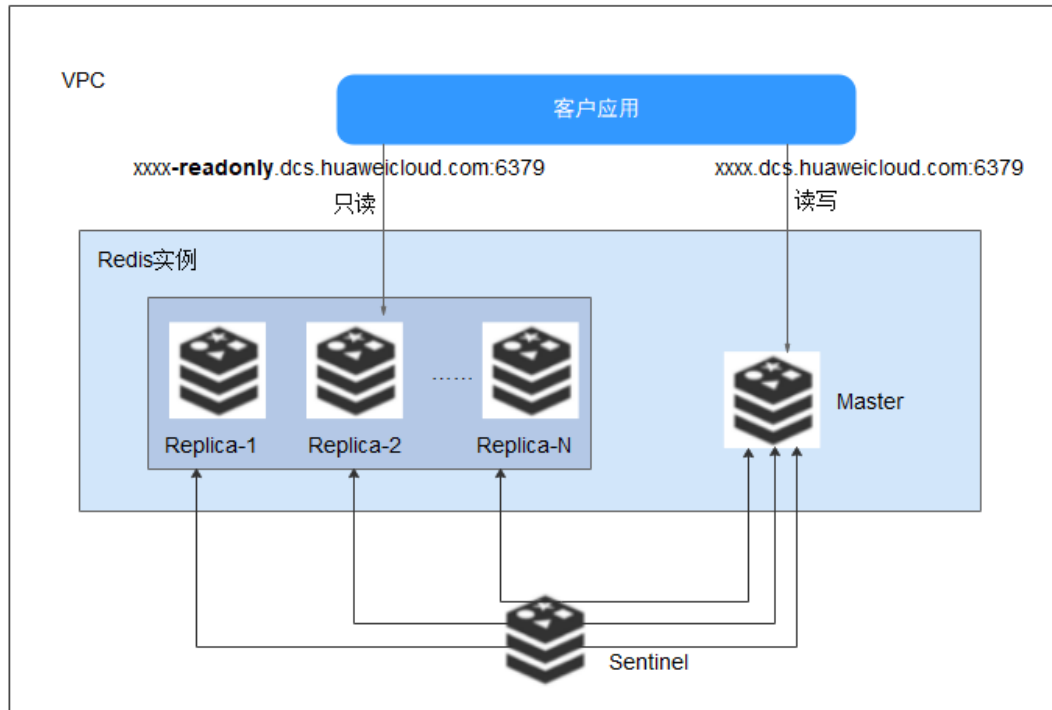 VPC
客户应用
xxxx-readonly.dcs.huaweicloud.com:6379
xxxx.dcs.huaweicloud.com:6379
只读
读写
Redis实例
……
Replica-1
Replica-2
Replica-N
Master
Sentinel